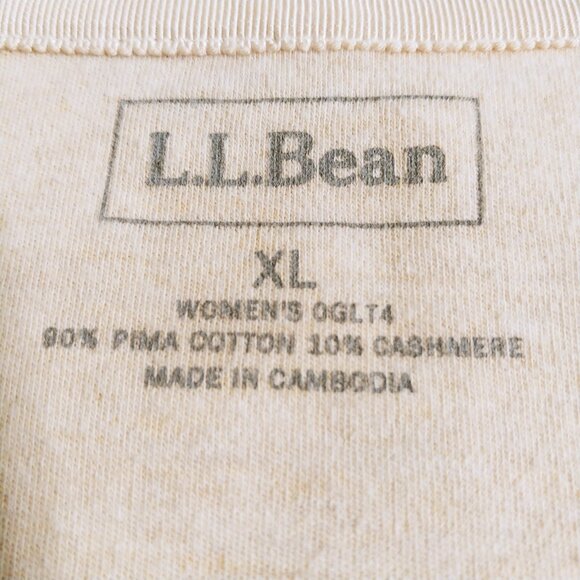 L.L.Bean
XL
WOMEN'S 0GLT4
90% PIMA COTTON 10% CASHMERE
MADE IN CAMBODIA